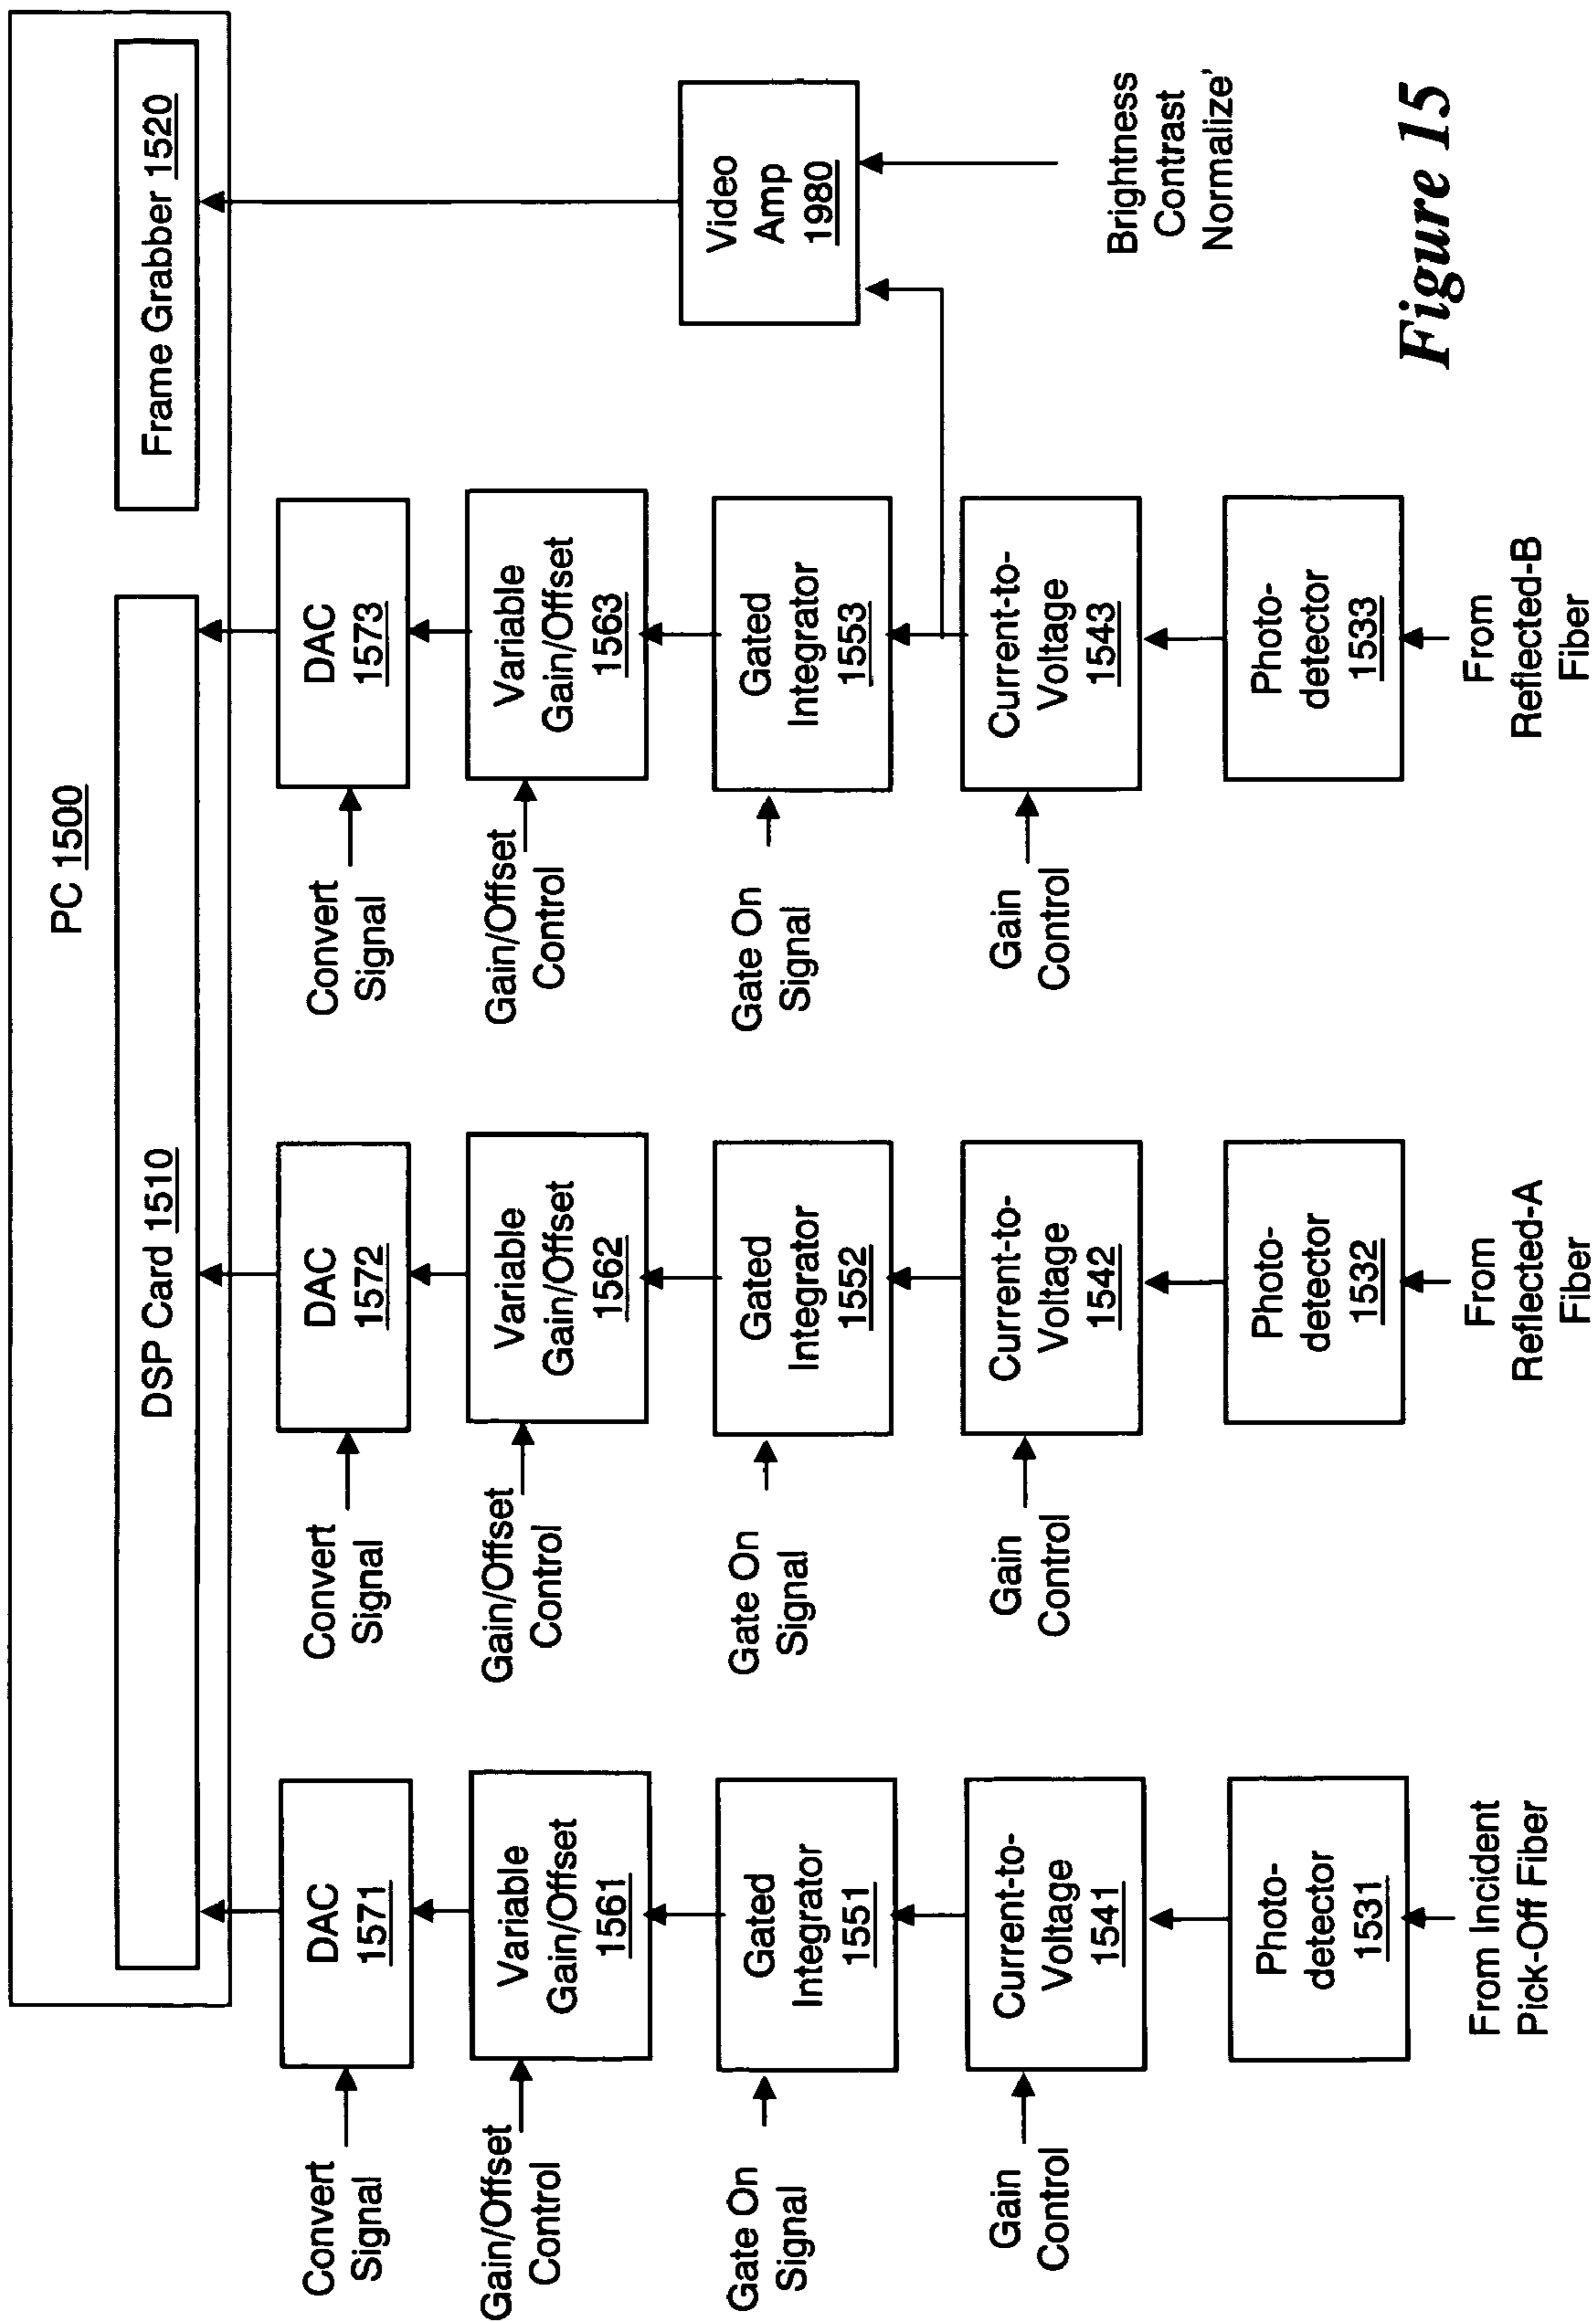 PC 1500
DSP Card 1510
Frame Grabber 1520
Convert
Signal
DAC
1571
Convert
Signal
DAC
1572
Convert
Signal
DAC
1573
Gain/Offset
Control
Variable
Gain/Offset
1561
Gain/Offset
Control
Variable
Gain/Offset
1562
Gain/Offset
Control
Variable
Gain/Offset
1563
Gate On
Signal
Gated
Integrator
1551
Gate On
Signal
Gated
Integrator
1552
Gate On
Signal
Gated
Integrator
1553
Video
Amp
1980
Gain
Control
Current-to-
Voltage
1541
Gain
Control
Current-to-
Voltage
1542
Gain
Control
Current-to-
Voltage
1543
Brightness
Contrast
Normalize'
Photo-
detector
1531
Photo-
detector
1532
Photo-
detector
1533
From Incident
Pick-Off Fiber
From
Reflected-A
Fiber
From
Reflected-B
Fiber
Figure 15